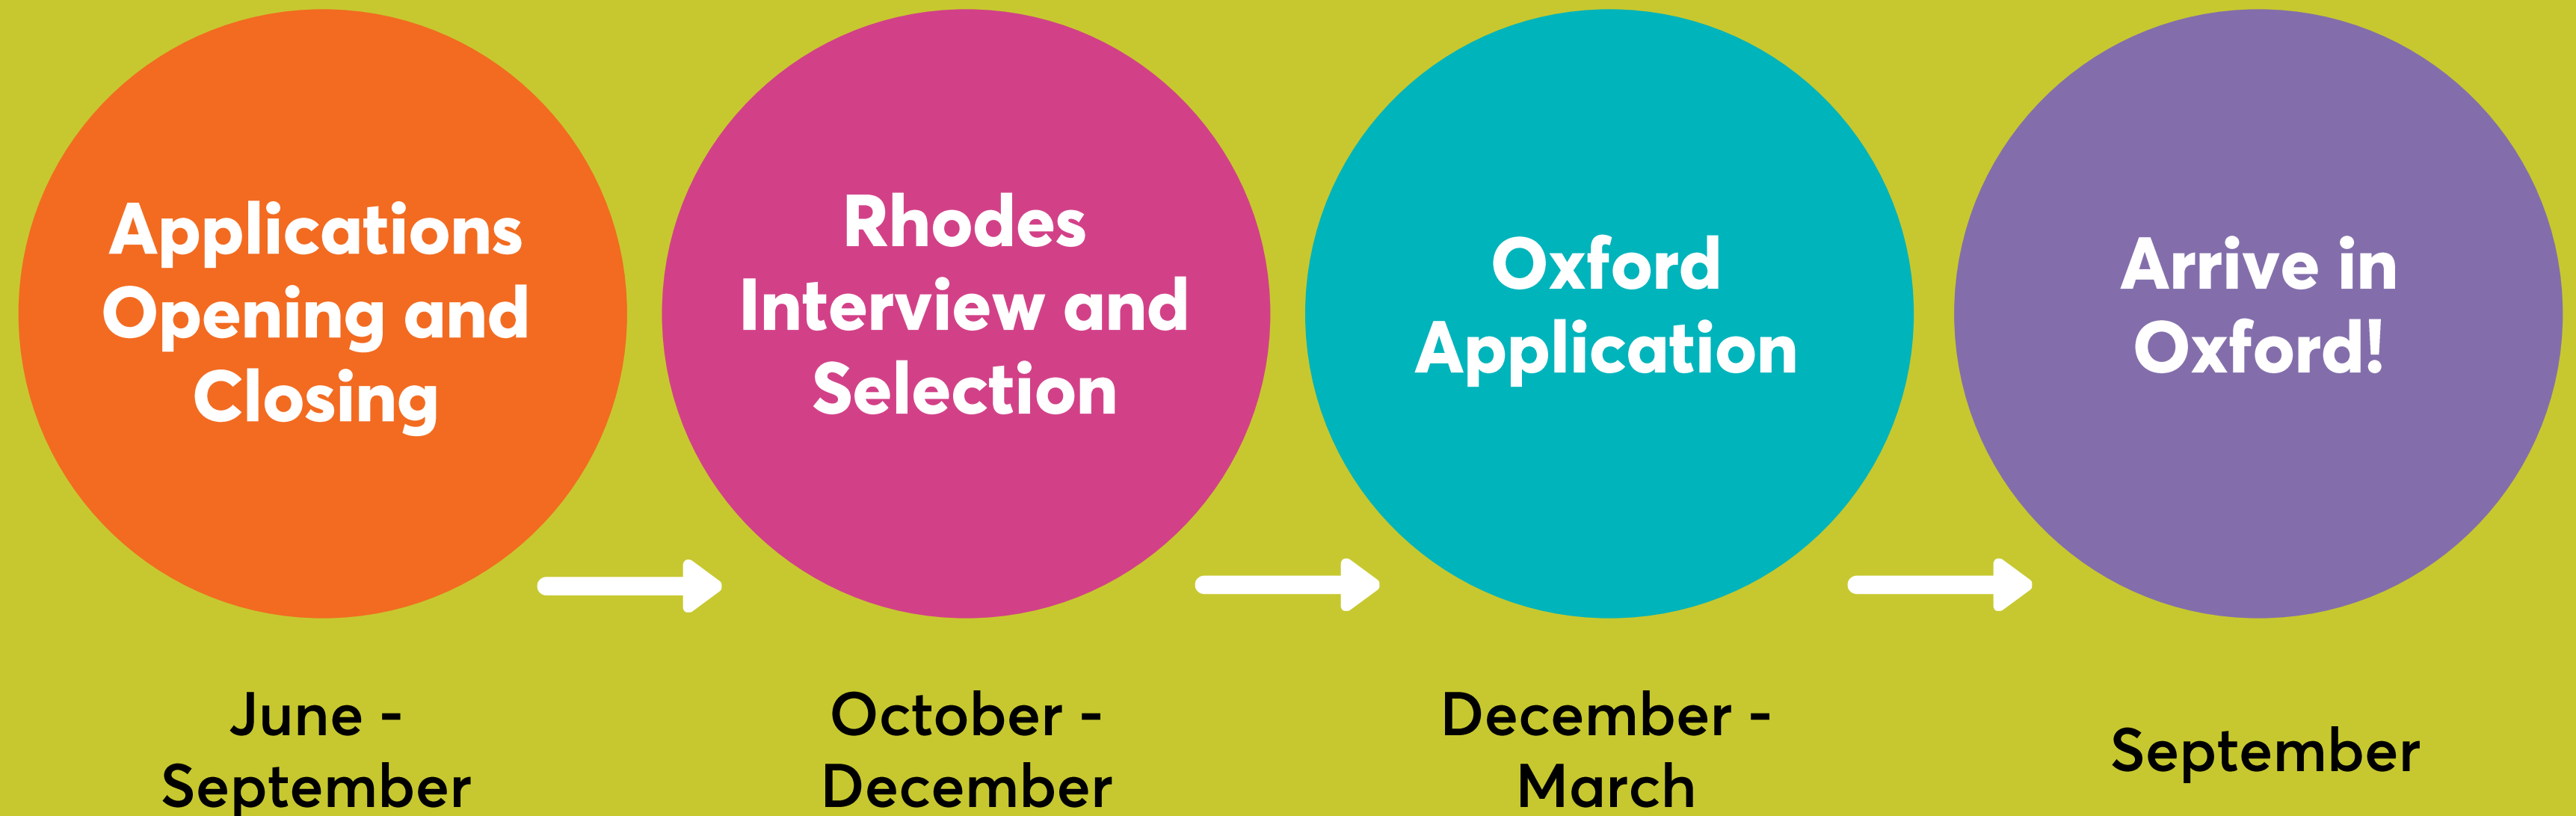 Applications
Opening and
Closing
June -
September
Rhodes
Interview and
Selection
October -
December
Oxford
Application
December -
March
Arrive in
Oxford!
September